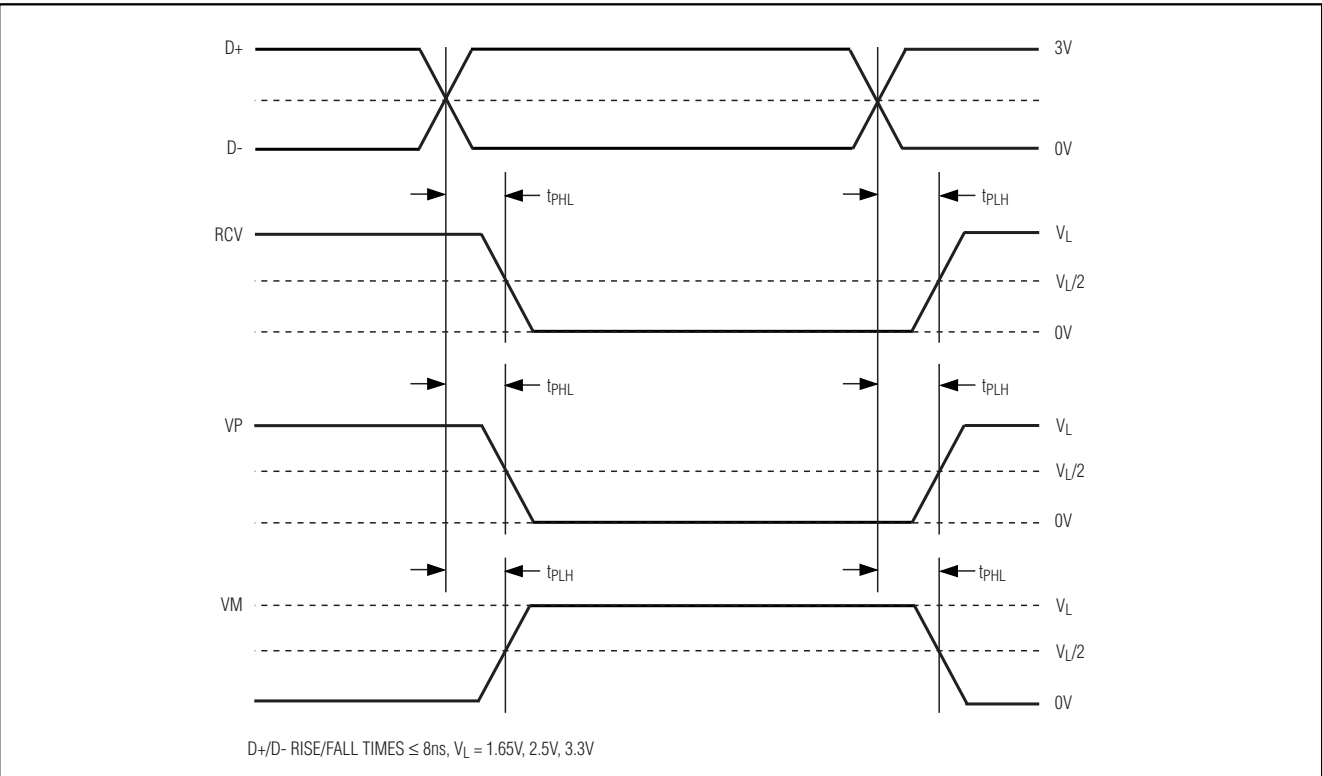 D+ 3V
D- 0V
tPHL tPLH
RCV VL
VL/2
0V
tPHL tPLH
VP VL
VL/2
0V
tPLH tPHL
VM VL
VL/2
0V
D+/D- RISE/FALL TIMES ≤ 8ns, VL = 1.65V, 2.5V, 3.3V